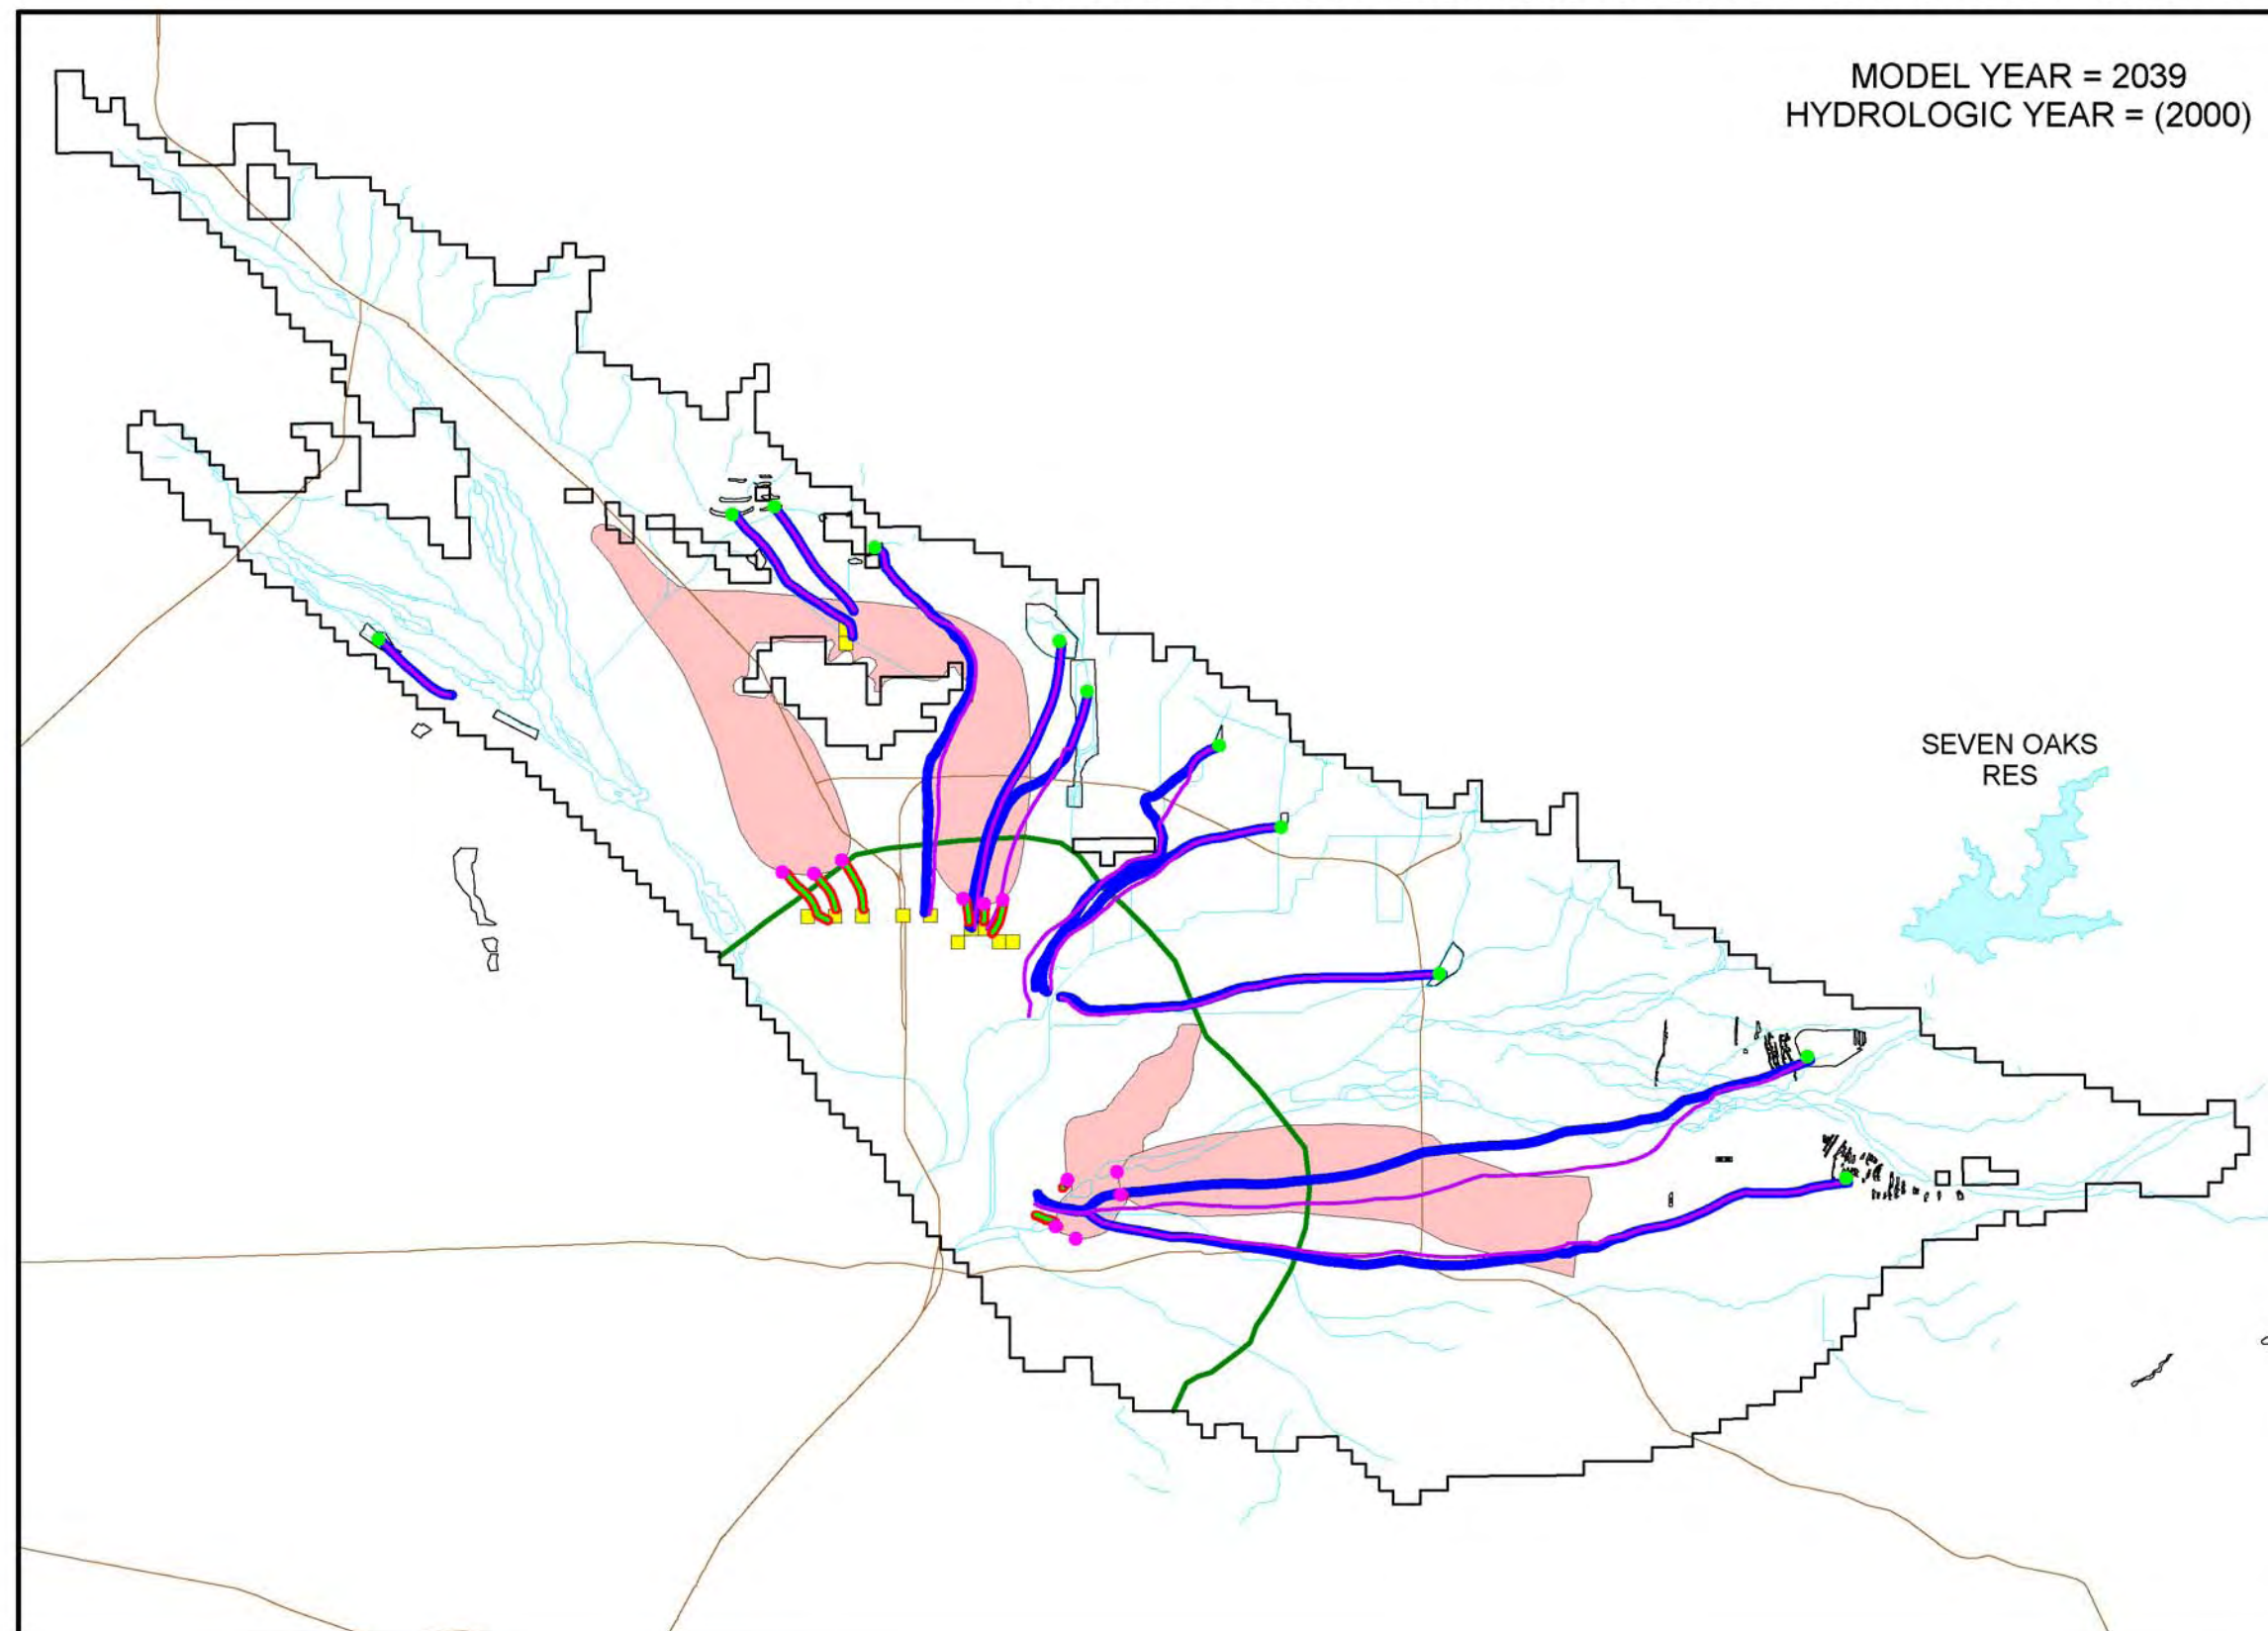 MODEL YEAR = 2039
HYDROLOGIC YEAR = (2000)
SEVEN OAKS
RES